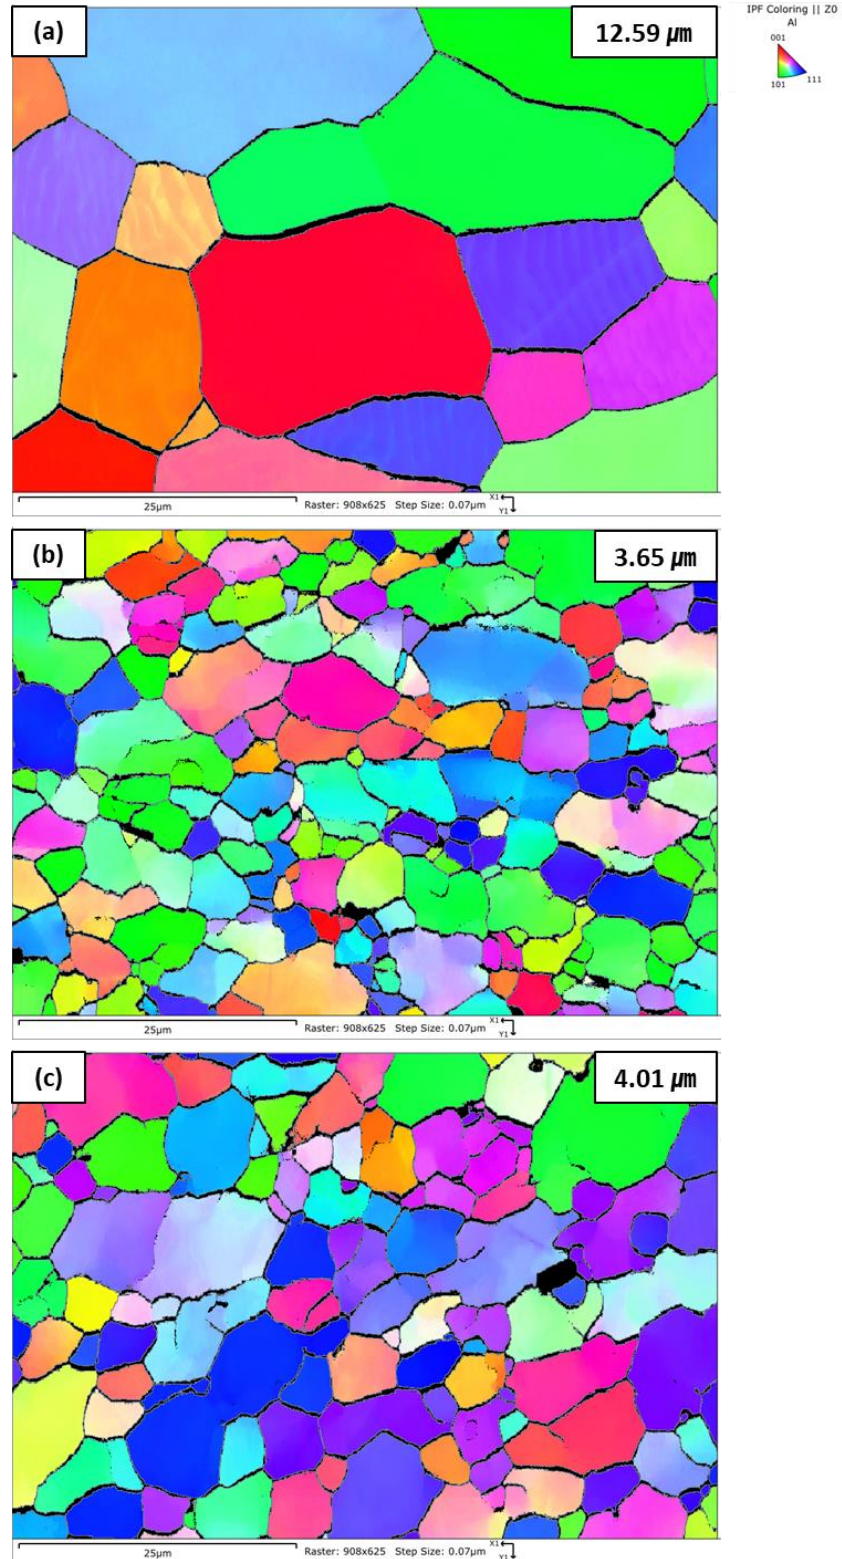 (a)
12.59 ㎛
IPF Coloring || Z0
Al
001
101
111
25µm
Raster: 908x625 Step Size: 0.07µm
X1
Y1
(b)
3.65 ㎛
25µm
Raster: 908x625 Step Size: 0.07µm
X1
Y1
(c)
4.01 ㎛
25µm
Raster: 908x625 Step Size: 0.07µm
X1
Y1